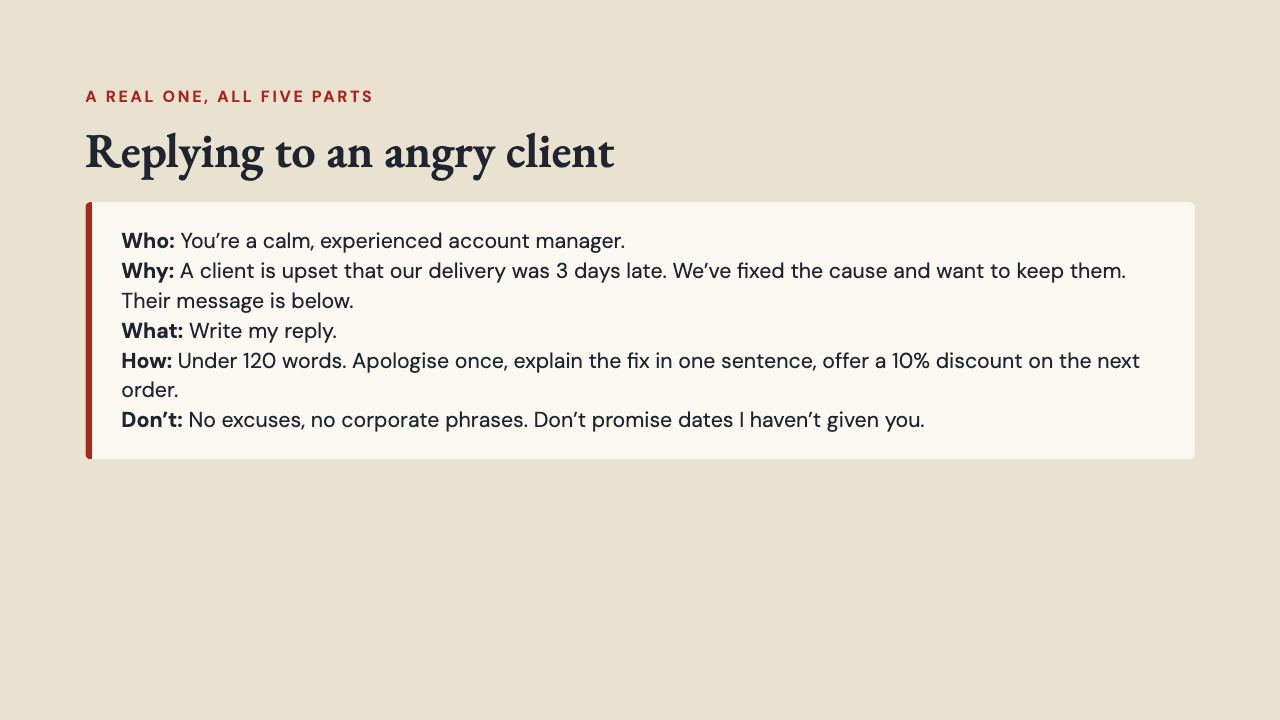 A REAL ONE, ALL FIVE PARTS
Replying to an angry client
Who: You’re a calm, experienced account manager.
Why: A client is upset that our delivery was 3 days late. We’ve fixed the cause and want to keep them.
Their message is below.
What: Write my reply.
How: Under 120 words. Apologise once, explain the fix in one sentence, offer a 10% discount on the next
order.
Don’t: No excuses, no corporate phrases. Don’t promise dates I haven’t given you.